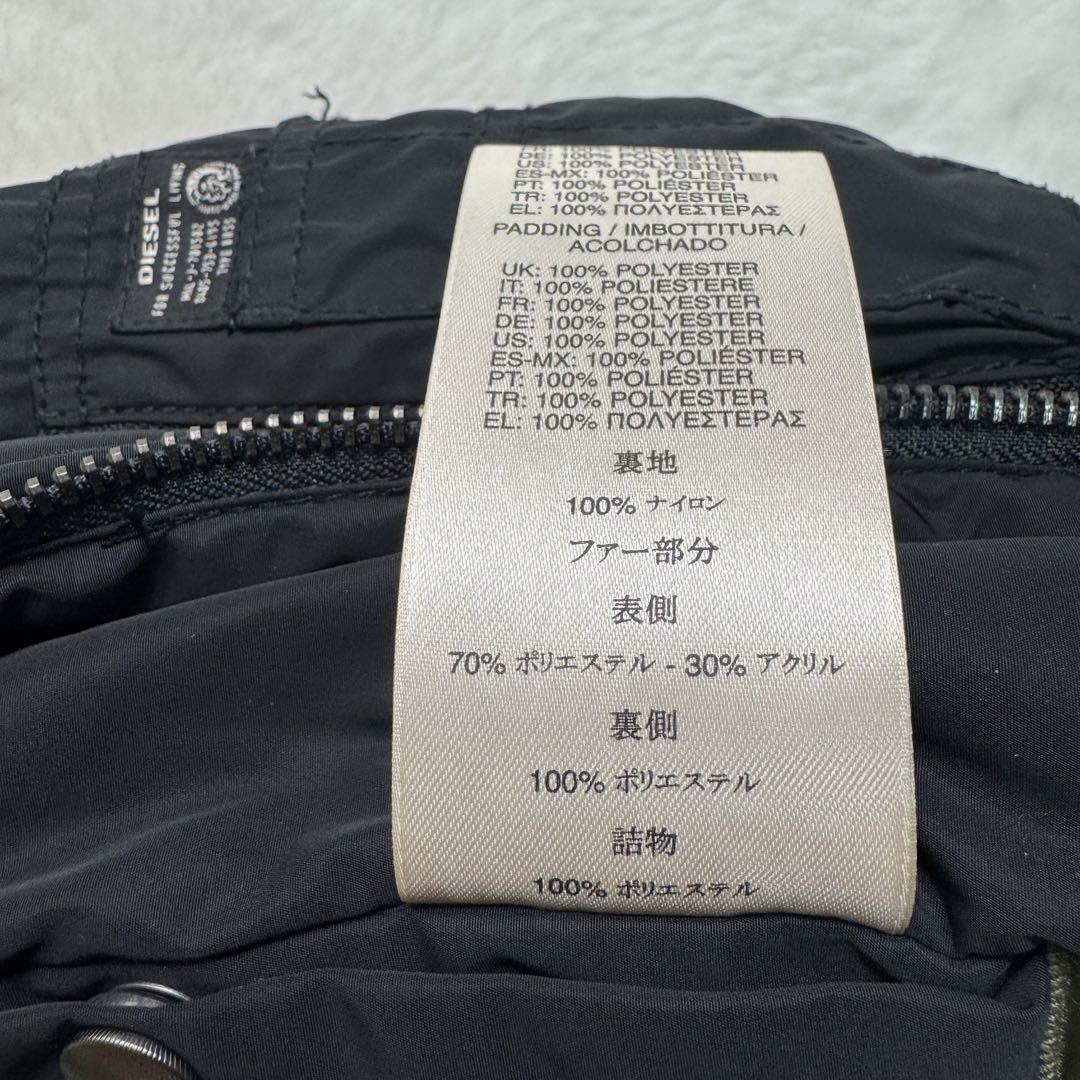 DIESEL
FOR SUCCESSFUL LIVING
TYPE BASS
DE: 100% POLYESTER
US: 100% POLYESTER
ES-MX: 100% POLIÉSTER
PT: 100% POLIÉSTER
TR: 100% POLYESTER
EL: 100% ΠΟΛΥΕΣΤΕΡΑΣ
PADDING / IMBOTTITURA /
ACOLCHADO
UK: 100% POLYESTER
IT: 100% POLIESTERE
FR: 100% POLYESTER
DE: 100% POLYESTER
US: 100% POLYESTER
ES-MX: 100% POLIÉSTER
PT: 100% POLIÉSTER
TR: 100% POLYESTER
EL: 100% ΠΟΛΥΕΣΤΕΡΑΣ
裏地
100% ナイロン
ファー部分
表側
70% ポリエステル - 30% アクリル
裏側
100% ポリエステル
詰物
100% ポリエステル